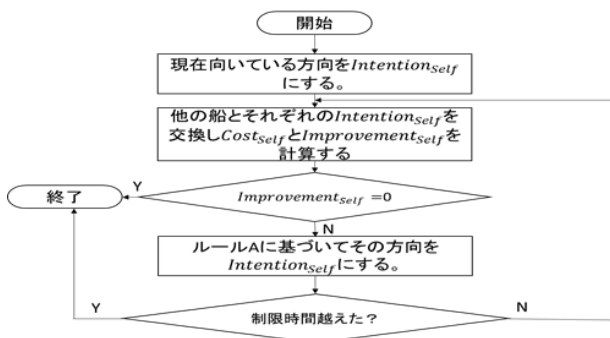 開始
現在向いている方向をIntention_Self
にする。
他の船とそれぞれのIntention_Selfを
交換しCost_SelfとImprovement_Selfを
計算する
Y
終了
Improvement_Self =0
N
ルールAに基づいてその方向を
Intention_Selfにする。
Y
制限時間越えた？
N